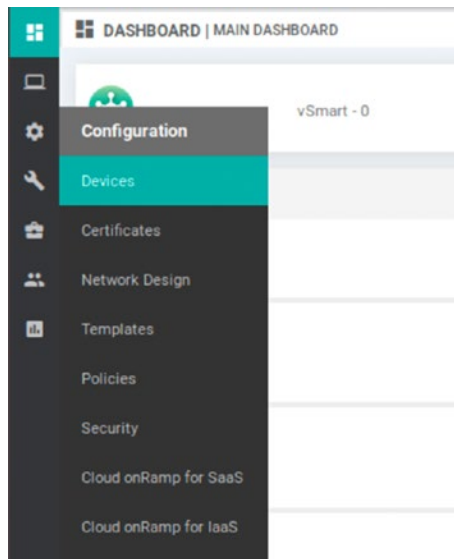 DASHBOARD | MAIN DASHBOARD
vSmart - 0
Configuration
Devices
Certificates
Network Design
Templates
Policies
Security
Cloud onRamp for SaaS
Cloud onRamp for IaaS